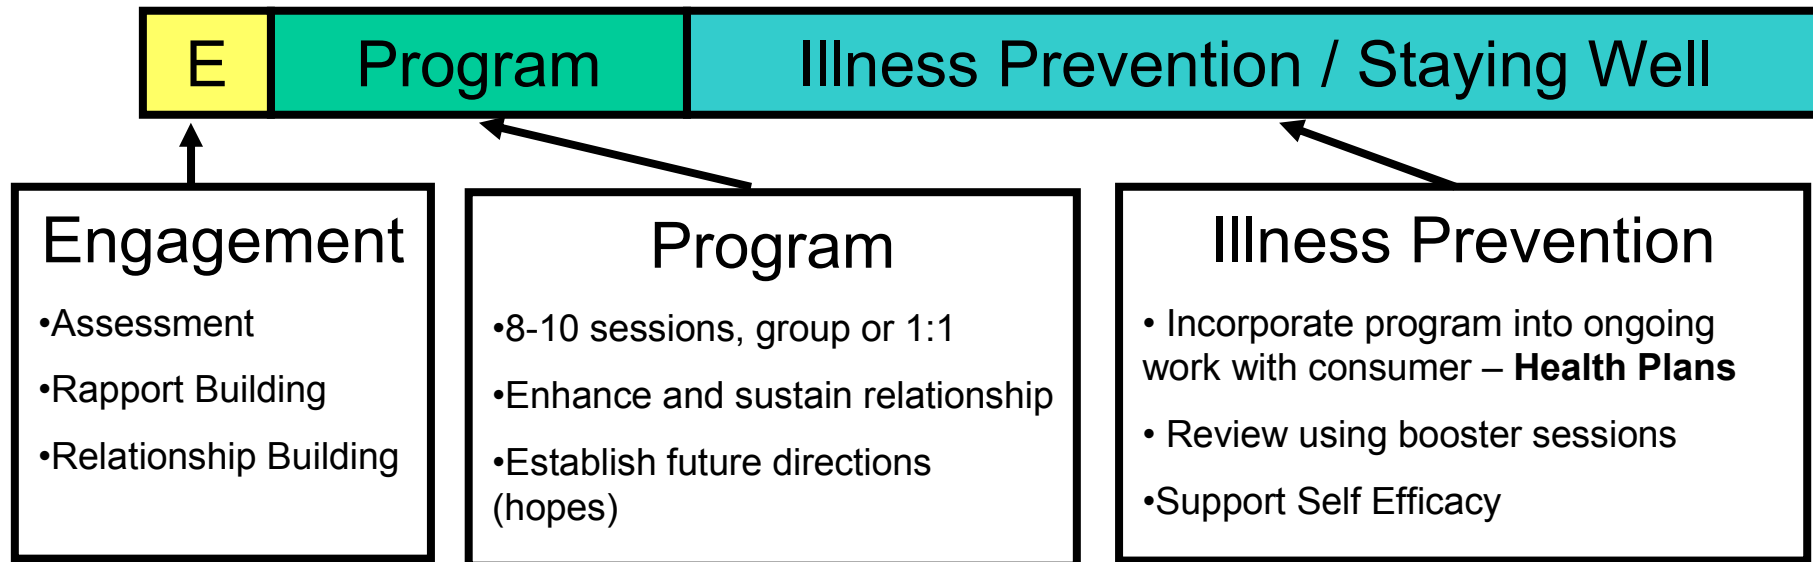 E
Program
Illness Prevention / Staying Well
Engagement
•Assessment
•Rapport Building
•Relationship Building
Program
•8-10 sessions, group or 1:1
•Enhance and sustain relationship
•Establish future directions
(hopes)
Illness Prevention
• Incorporate program into ongoing
work with consumer – Health Plans
• Review using booster sessions
•Support Self Efficacy